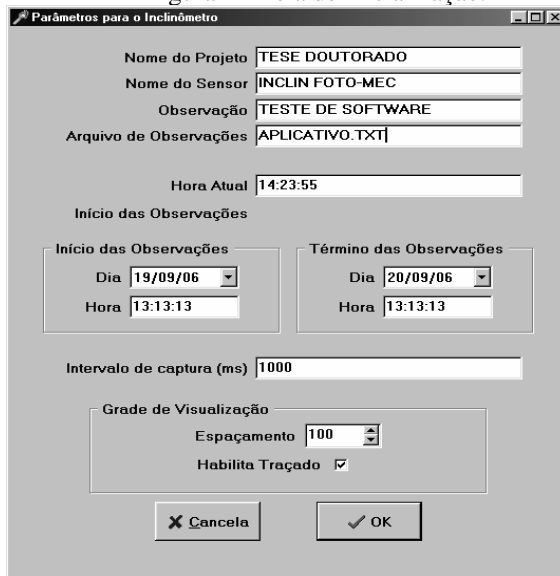 Parâmetros para o Inclinômetro
Nome do Projeto TESE DOUTORADO
Nome do Sensor INCLIN FOTO-MEC
Observação TESTE DE SOFTWARE
Arquivo de Observações APLICATIVO.TXT
Hora Atual 14:23:55
Início das Observações
Início das Observações Término das Observações
Dia 19/09/06 Dia 20/09/06
Hora 13:13:13 Hora 13:13:13
Intervalo de captura (ms) 1000
Grade de Visualização
Espaçamento 100
Habilita Traçado
Cancela OK